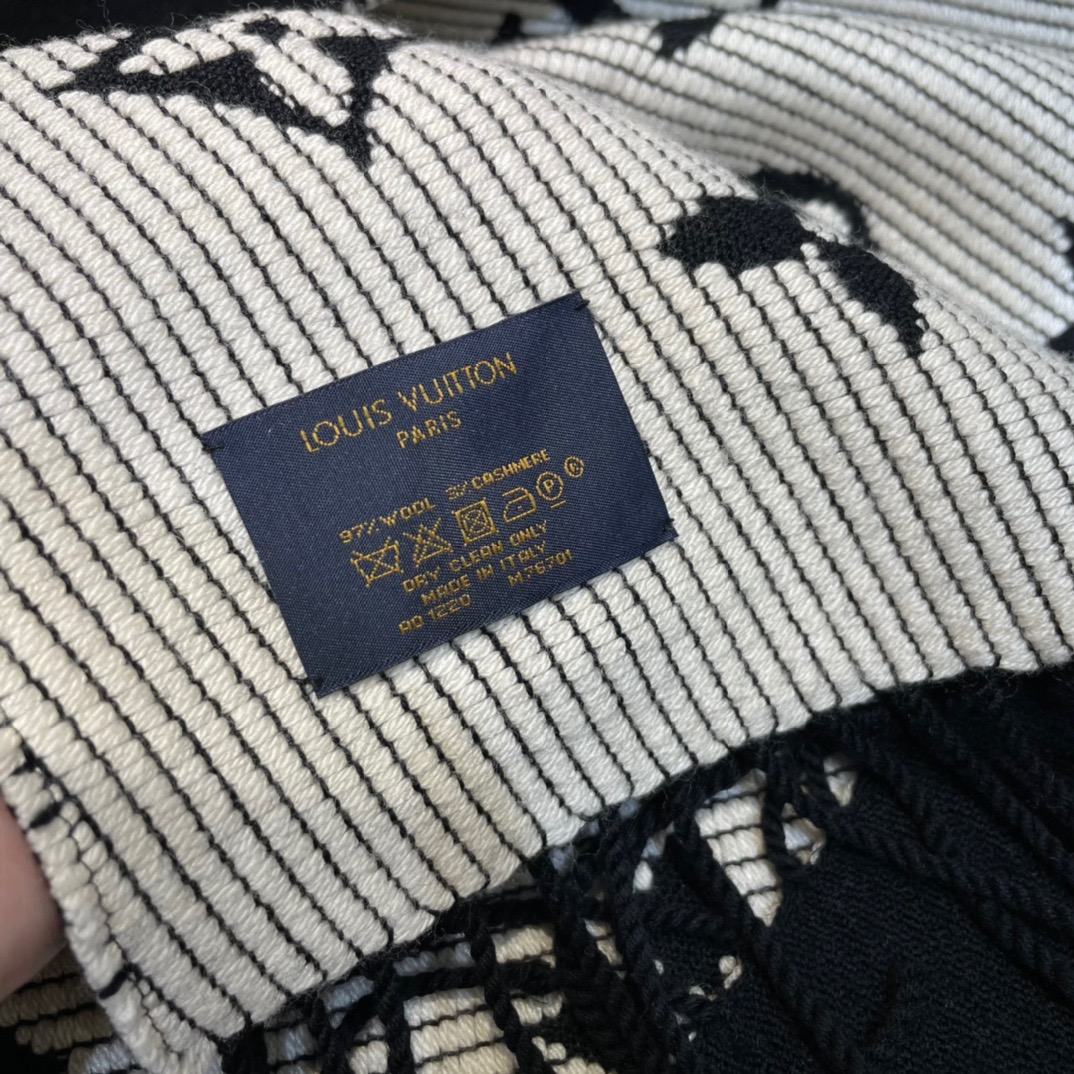 LOUIS VUITTON
PARIS
97% WOOL 3% CASHMERE
P
DRY CLEAN ONLY
MADE IN ITALY
RO 1220 M76701